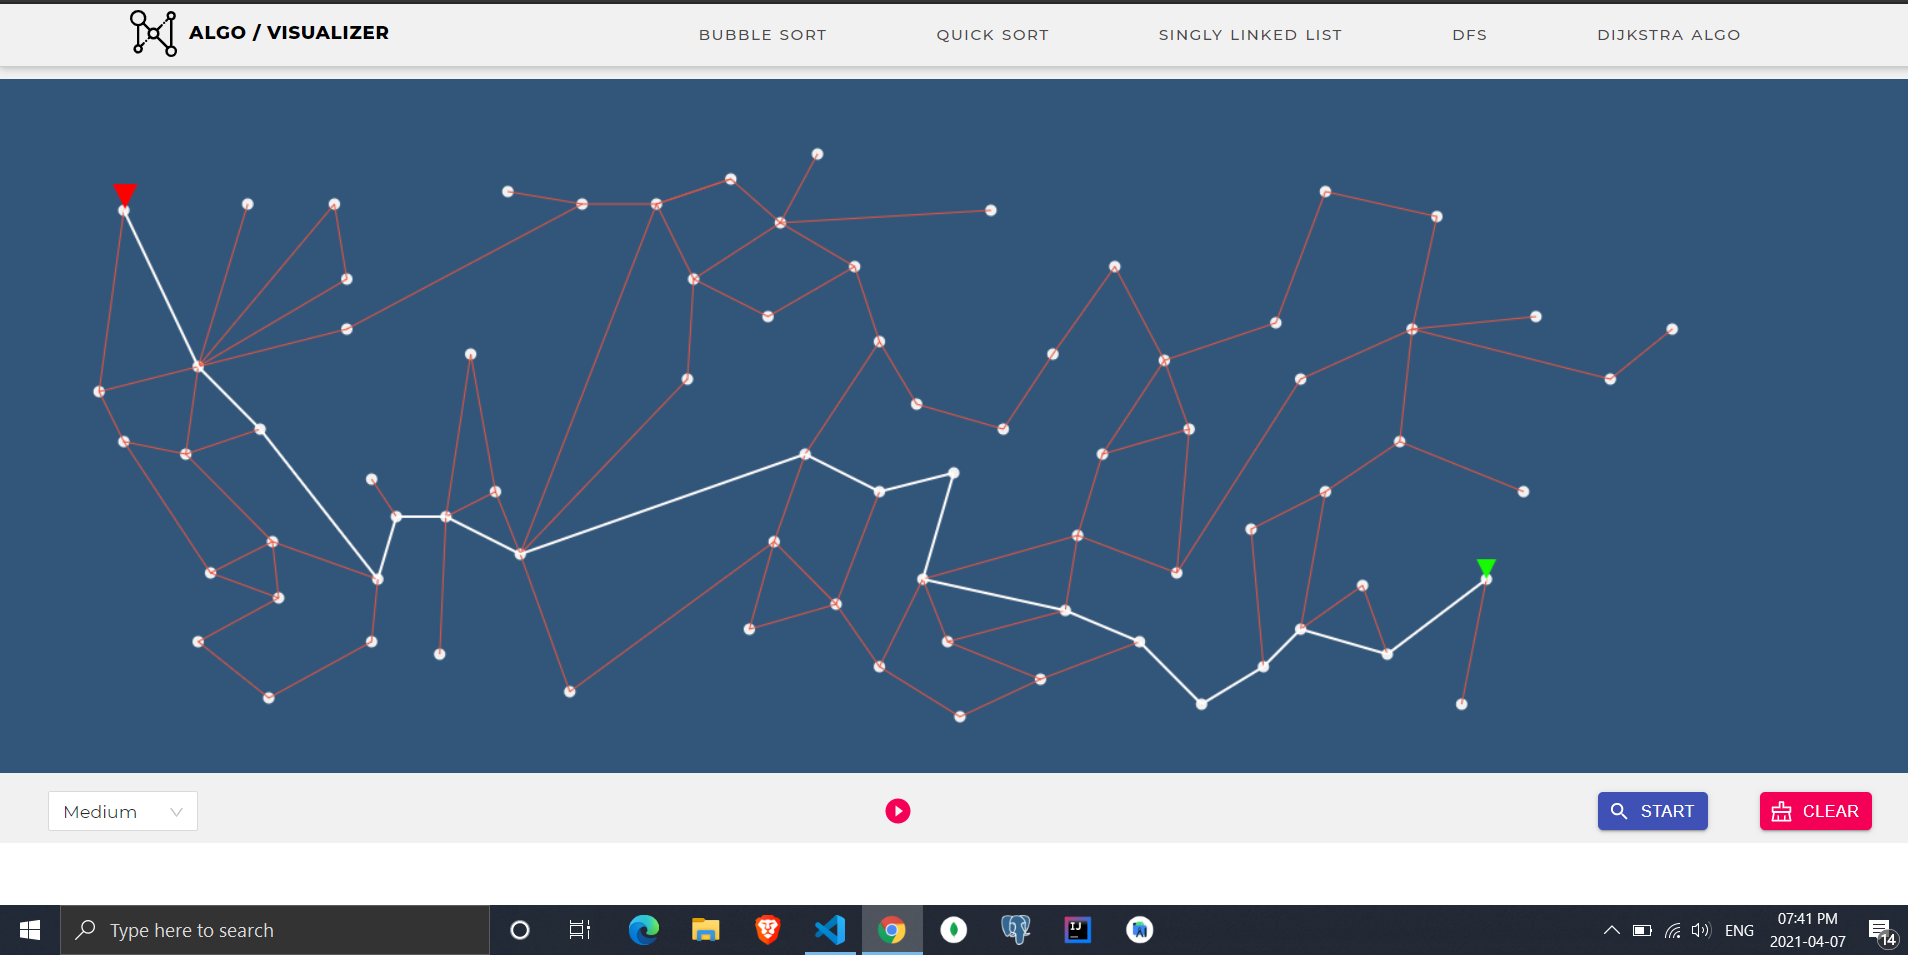 ALGO / VISUALIZER
BUBBLE SORT
QUICK SORT
SINGLY LINKED LIST
DFS
DIJKSTRA ALGO
Medium
START
CLEAR
Type here to search
IJ
ENG
07:41 PM
2021-04-07
14